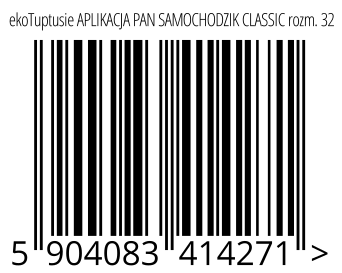 ekoTuptusie APLIKACJA PAN SAMOCHODZIK CLASSIC rozm. 32
5 904083 414271 >